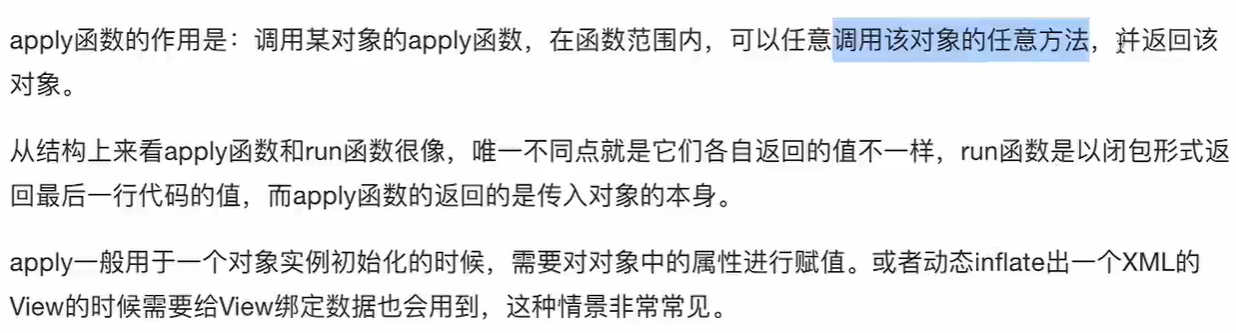 apply函数的作用是：调用某对象的apply函数，在函数范围内，可以任意调用该对象的任意方法，并返回该
对象。
从结构上来看apply函数和run函数很像，唯一不同点就是它们各自返回的值不一样，run函数是以闭包形式返
回最后一行代码的值，而apply函数的返回的是传入对象的本身。
apply一般用于一个对象实例初始化的时候，需要对对象中的属性进行赋值。或者动态inflate出一个XML的
View的时候需要给View绑定数据也会用到，这种情景非常常见。